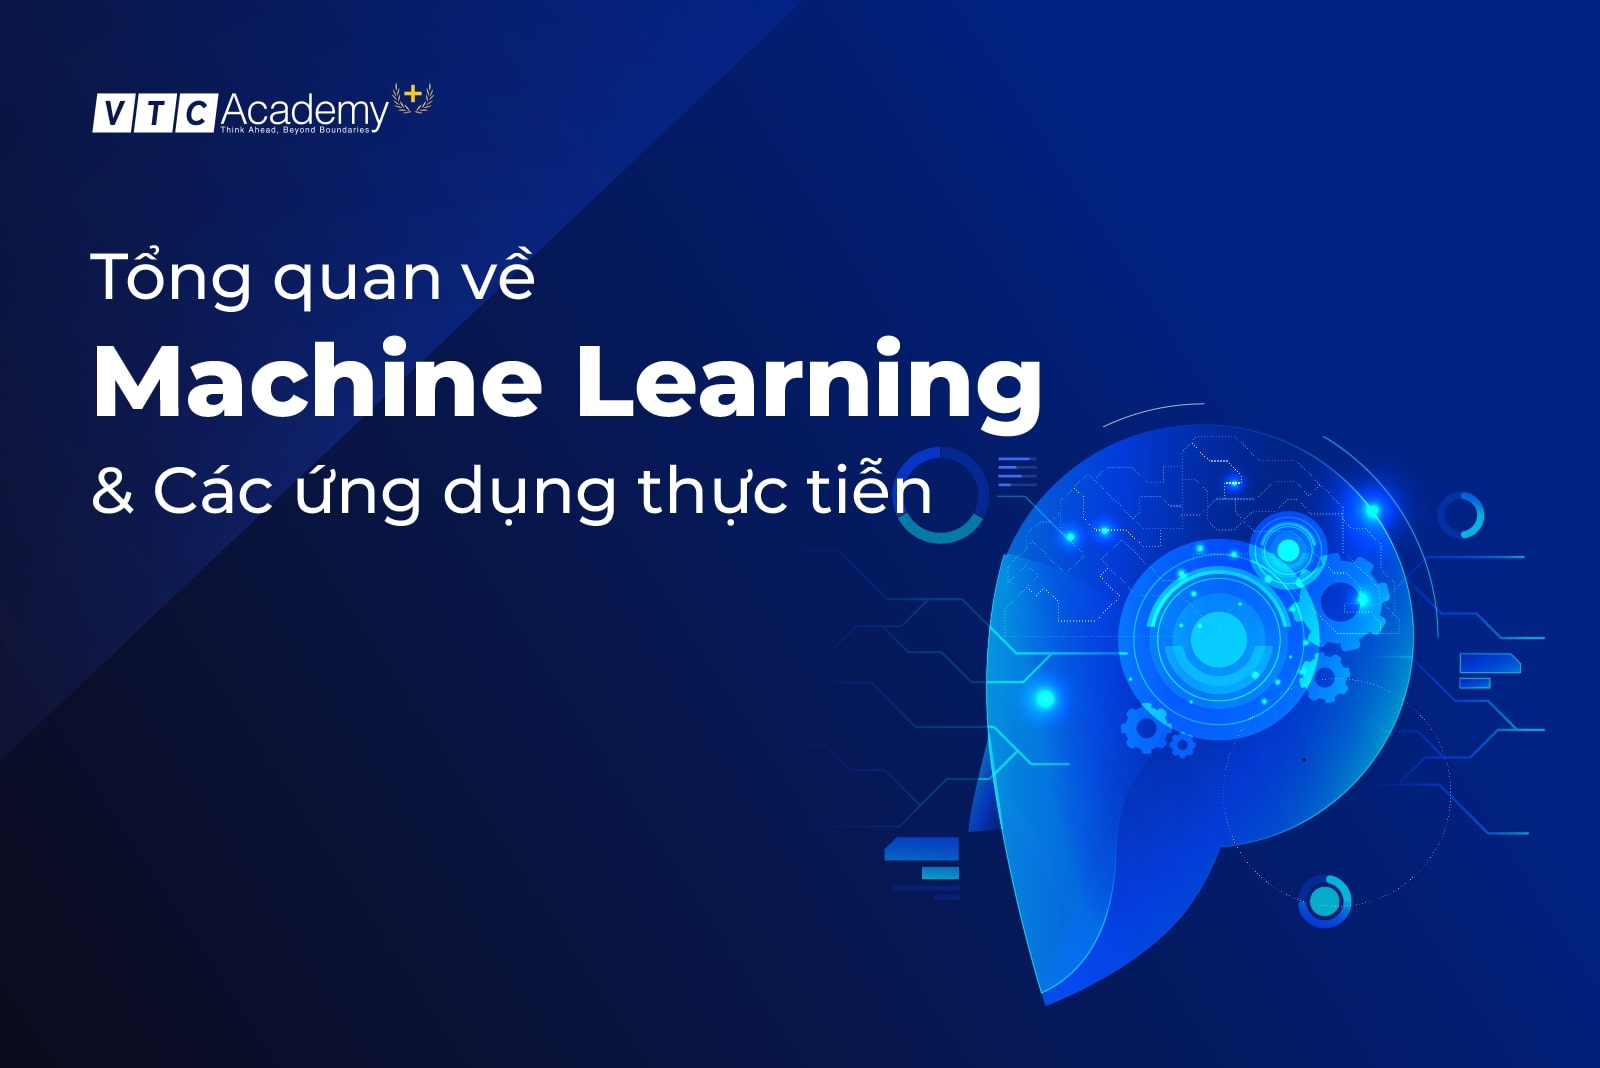 VTC Academy +
Think Ahead, Beyond Boundaries
Tổng quan về
Machine Learning
& Các ứng dụng thực tiễn